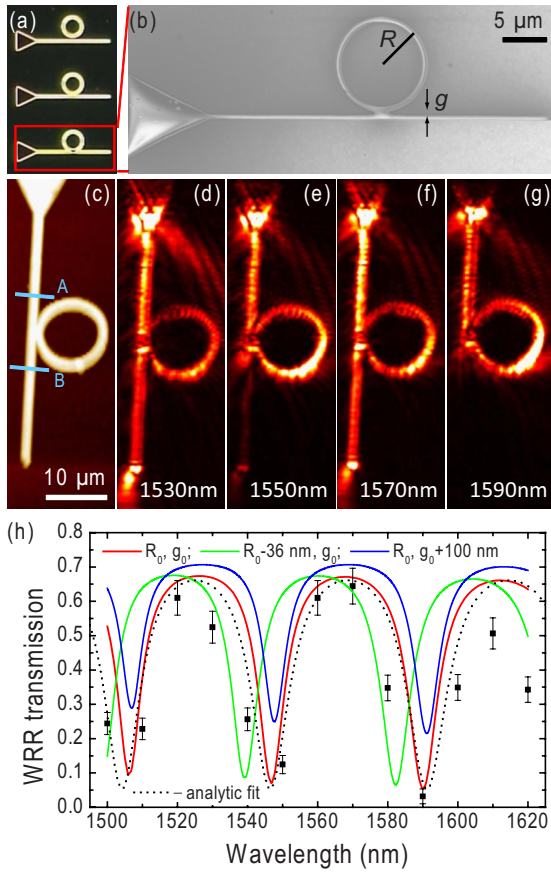 (a)
(b)
R
5 µm
g
(c)
(d)
(e)
(f)
(g)
A
B
10 µm
1530nm
1550nm
1570nm
1590nm
(h)
R₀, g₀; R₀-36 nm, g₀; R₀, g₀+100 nm
0.8
0.7
0.6
0.5
0.4
0.3
0.2
0.1
0.0
WRR transmission
– analytic fit
1500 1520 1540 1560 1580 1600 1620
Wavelength (nm)